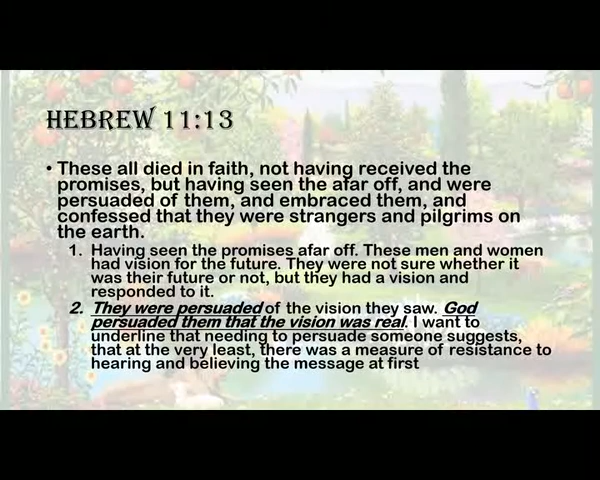 HEBREW 11:13
• These all died in faith, not having received the
promises, but having seen the afar off, and were
persuaded of them, and embraced them, and
confessed that they were strangers and pilgrims on
the earth.
1. Having seen the promises afar off. These men and women
had vision for the future. They were not sure whether it
was their future or not, but they had a vision and
responded to it.
2. They were persuaded of the vision they saw. God
persuaded them that the vision was real. I want to
underline that needing to persuade someone suggests,
that at the very least, there was a measure of resistance to
hearing and believing the message at first